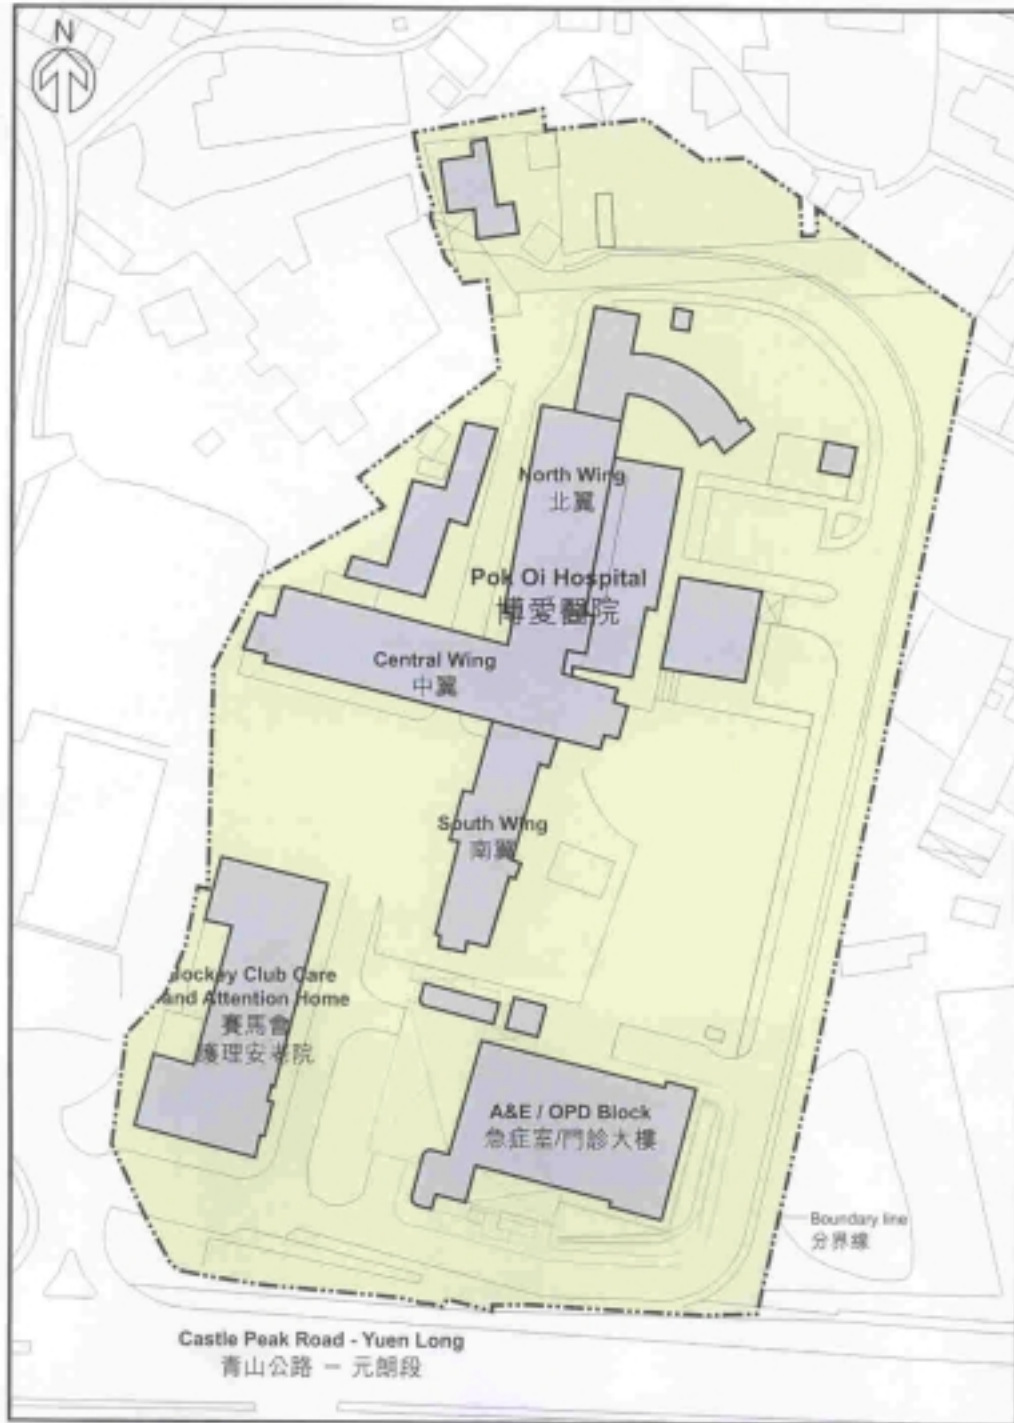 N
North Wing
北翼
Pok Oi Hospital
博愛醫院
Central Wing
中翼
South Wing
南翼
Jockey Club Care
and Attention Home
賽馬會
護理安老院
A&E / OPD Block
急症室/門診大樓
Boundary line
分界線
Castle Peak Road - Yuen Long
青山公路 － 元朗段